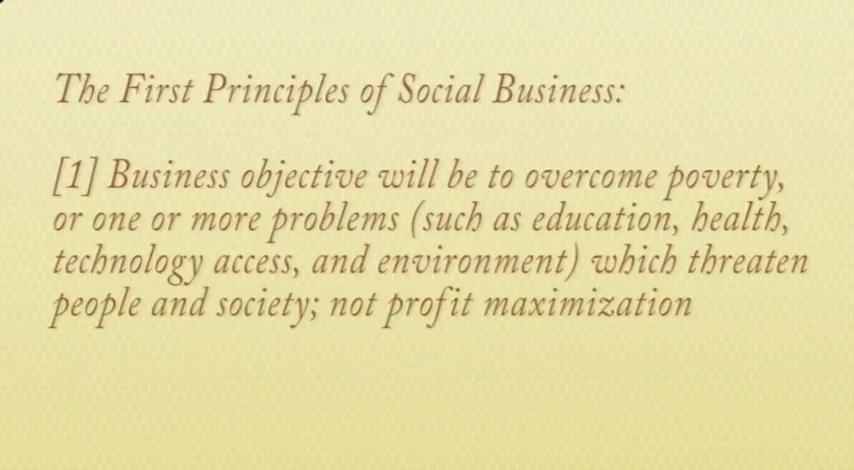 The First Principles of Social Business:
[1] Business objective will be to overcome poverty,
or one or more problems (such as education, health,
technology access, and environment) which threaten
people and society; not profit maximization